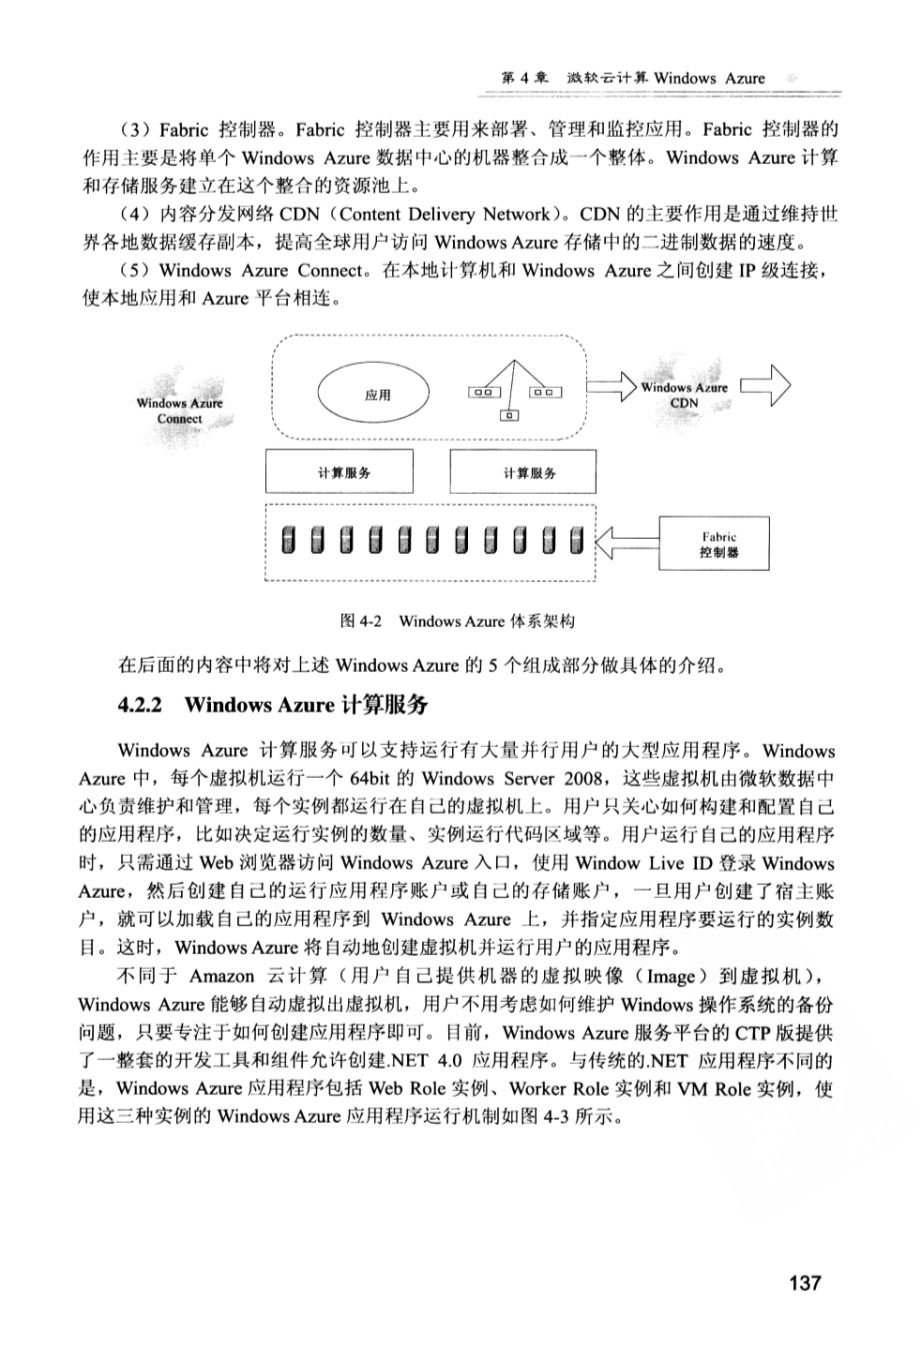 第 4 章 微软云计算 Windows Azure
（3）Fabric 控制器。Fabric 控制器主要用来部署、管理和监控应用。Fabric 控制器的
作用主要是将单个 Windows Azure 数据中心的机器整合成一个整体。Windows Azure 计算
和存储服务建立在这个整合的资源池上。
（4）内容分发网络 CDN（Content Delivery Network）。CDN 的主要作用是通过维持世
界各地数据缓存副本，提高全球用户访问 Windows Azure 存储中的二进制数据的速度。
（5）Windows Azure Connect。在本地计算机和 Windows Azure 之间创建 IP 级连接，
使本地应用和 Azure 平台相连。
Windows Azure
Connect
应用
Windows Azure
CDN
计算服务
计算服务
Fabric
控制器
图 4-2 Windows Azure 体系架构
在后面的内容中将对上述 Windows Azure 的 5 个组成部分做具体的介绍。
4.2.2 Windows Azure 计算服务
Windows Azure 计算服务可以支持运行有大量并行用户的大型应用程序。Windows
Azure 中，每个虚拟机运行一个 64bit 的 Windows Server 2008，这些虚拟机由微软数据中
心负责维护和管理，每个实例都运行在自己的虚拟机上。用户只关心如何构建和配置自己
的应用程序，比如决定运行实例的数量、实例运行代码区域等。用户运行自己的应用程序
时，只需通过 Web 浏览器访问 Windows Azure 入口，使用 Window Live ID 登录 Windows
Azure，然后创建自己的运行应用程序账户或自己的存储账户，一旦用户创建了宿主账
户，就可以加载自己的应用程序到 Windows Azure 上，并指定应用程序要运行的实例数
目。这时，Windows Azure 将自动地创建虚拟机并运行用户的应用程序。
不同于 Amazon 云计算（用户自己提供机器的虚拟映像（Image）到虚拟机），
Windows Azure 能够自动虚拟出虚拟机，用户不用考虑如何维护 Windows 操作系统的备份
问题，只要专注于如何创建应用程序即可。目前，Windows Azure 服务平台的 CTP 版提供
了一整套的开发工具和组件允许创建.NET 4.0 应用程序。与传统的.NET 应用程序不同的
是，Windows Azure 应用程序包括 Web Role 实例、Worker Role 实例和 VM Role 实例，使
用这三种实例的 Windows Azure 应用程序运行机制如图 4-3 所示。
137